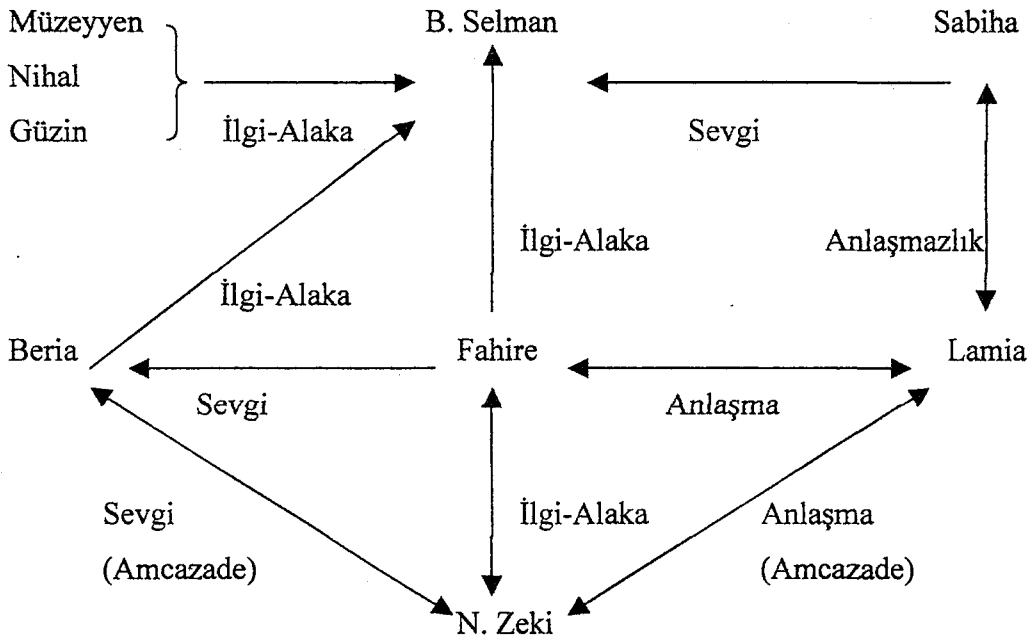 Müzeyyen B. Selman Sabiha
Nihal
Güzin İlgi-Alaka Sevgi
İlgi-Alaka Anlaşmazlık
İlgi-Alaka
Beria Fahire Lamia
Sevgi Anlaşma
Sevgi İlgi-Alaka Anlaşma
(Amcazade) (Amcazade)
N. Zeki